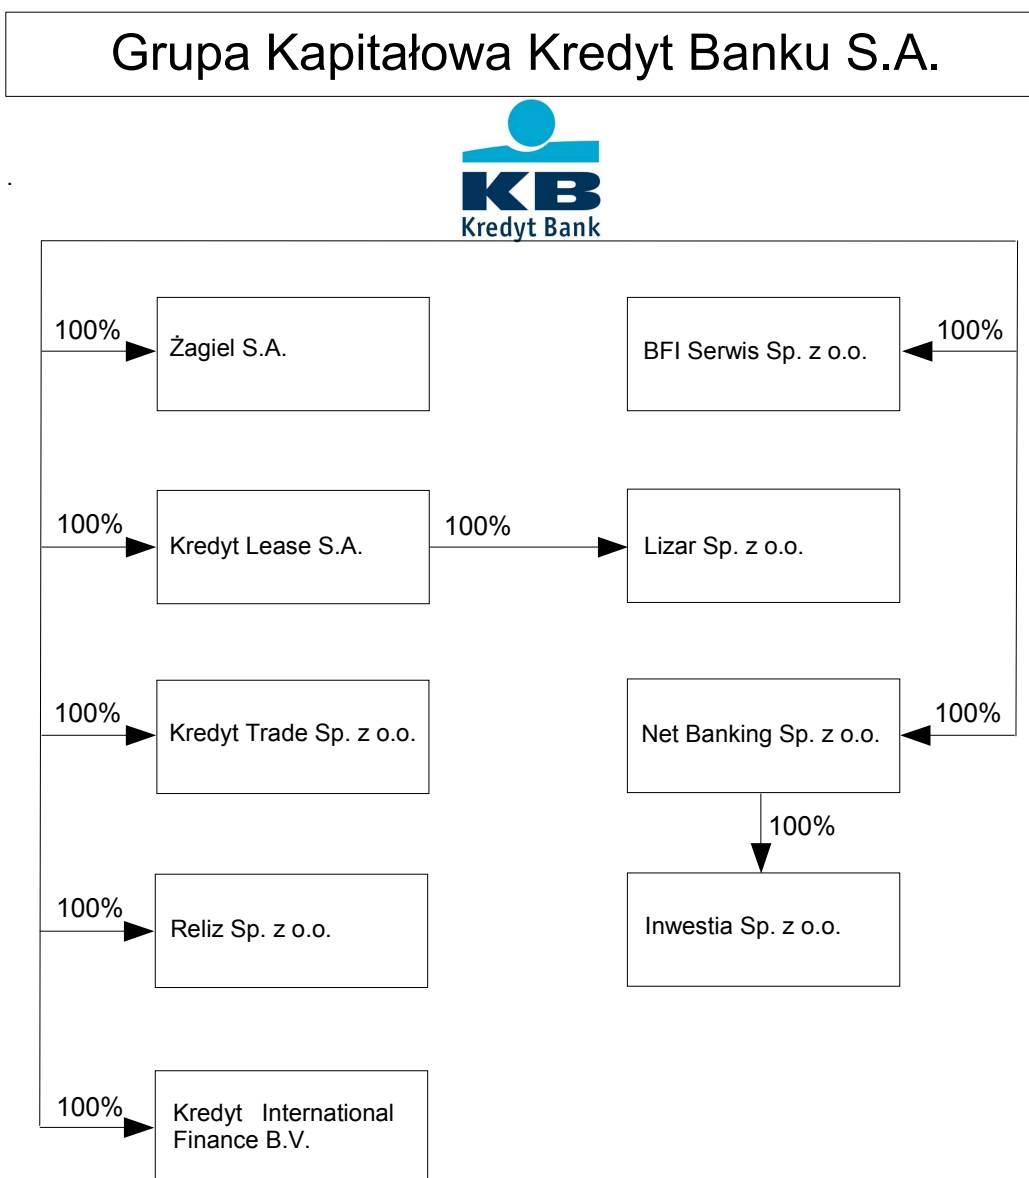 Grupa Kapitałowa Kredyt Banku S.A.
.
KB
Kredyt Bank
100%
Żagiel S.A.
BFI Serwis Sp. z o.o.
100%
100%
Kredyt Lease S.A.
100%
Lizar Sp. z o.o.
100%
Kredyt Trade Sp. z o.o.
Net Banking Sp. z o.o.
100%
100%
100%
Reliz Sp. z o.o.
Inwestia Sp. z o.o.
100%
Kredyt International
Finance B.V.